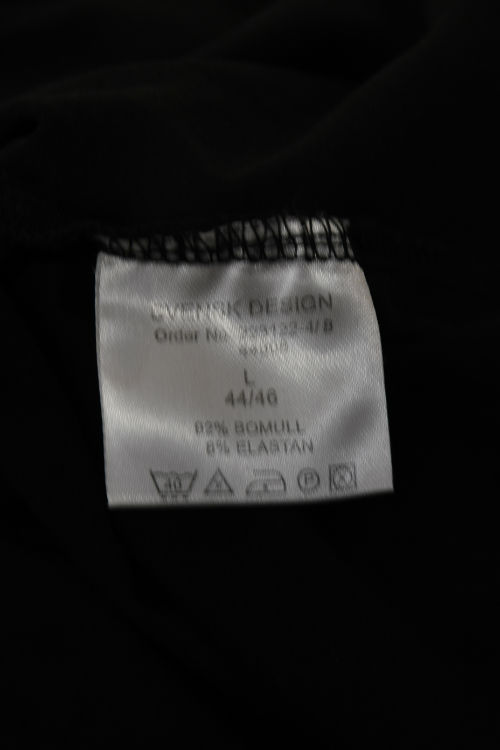 SVENSK DESIGN
Order No
L
44/46
92% BOMULL
8% ELASTAN
40
P